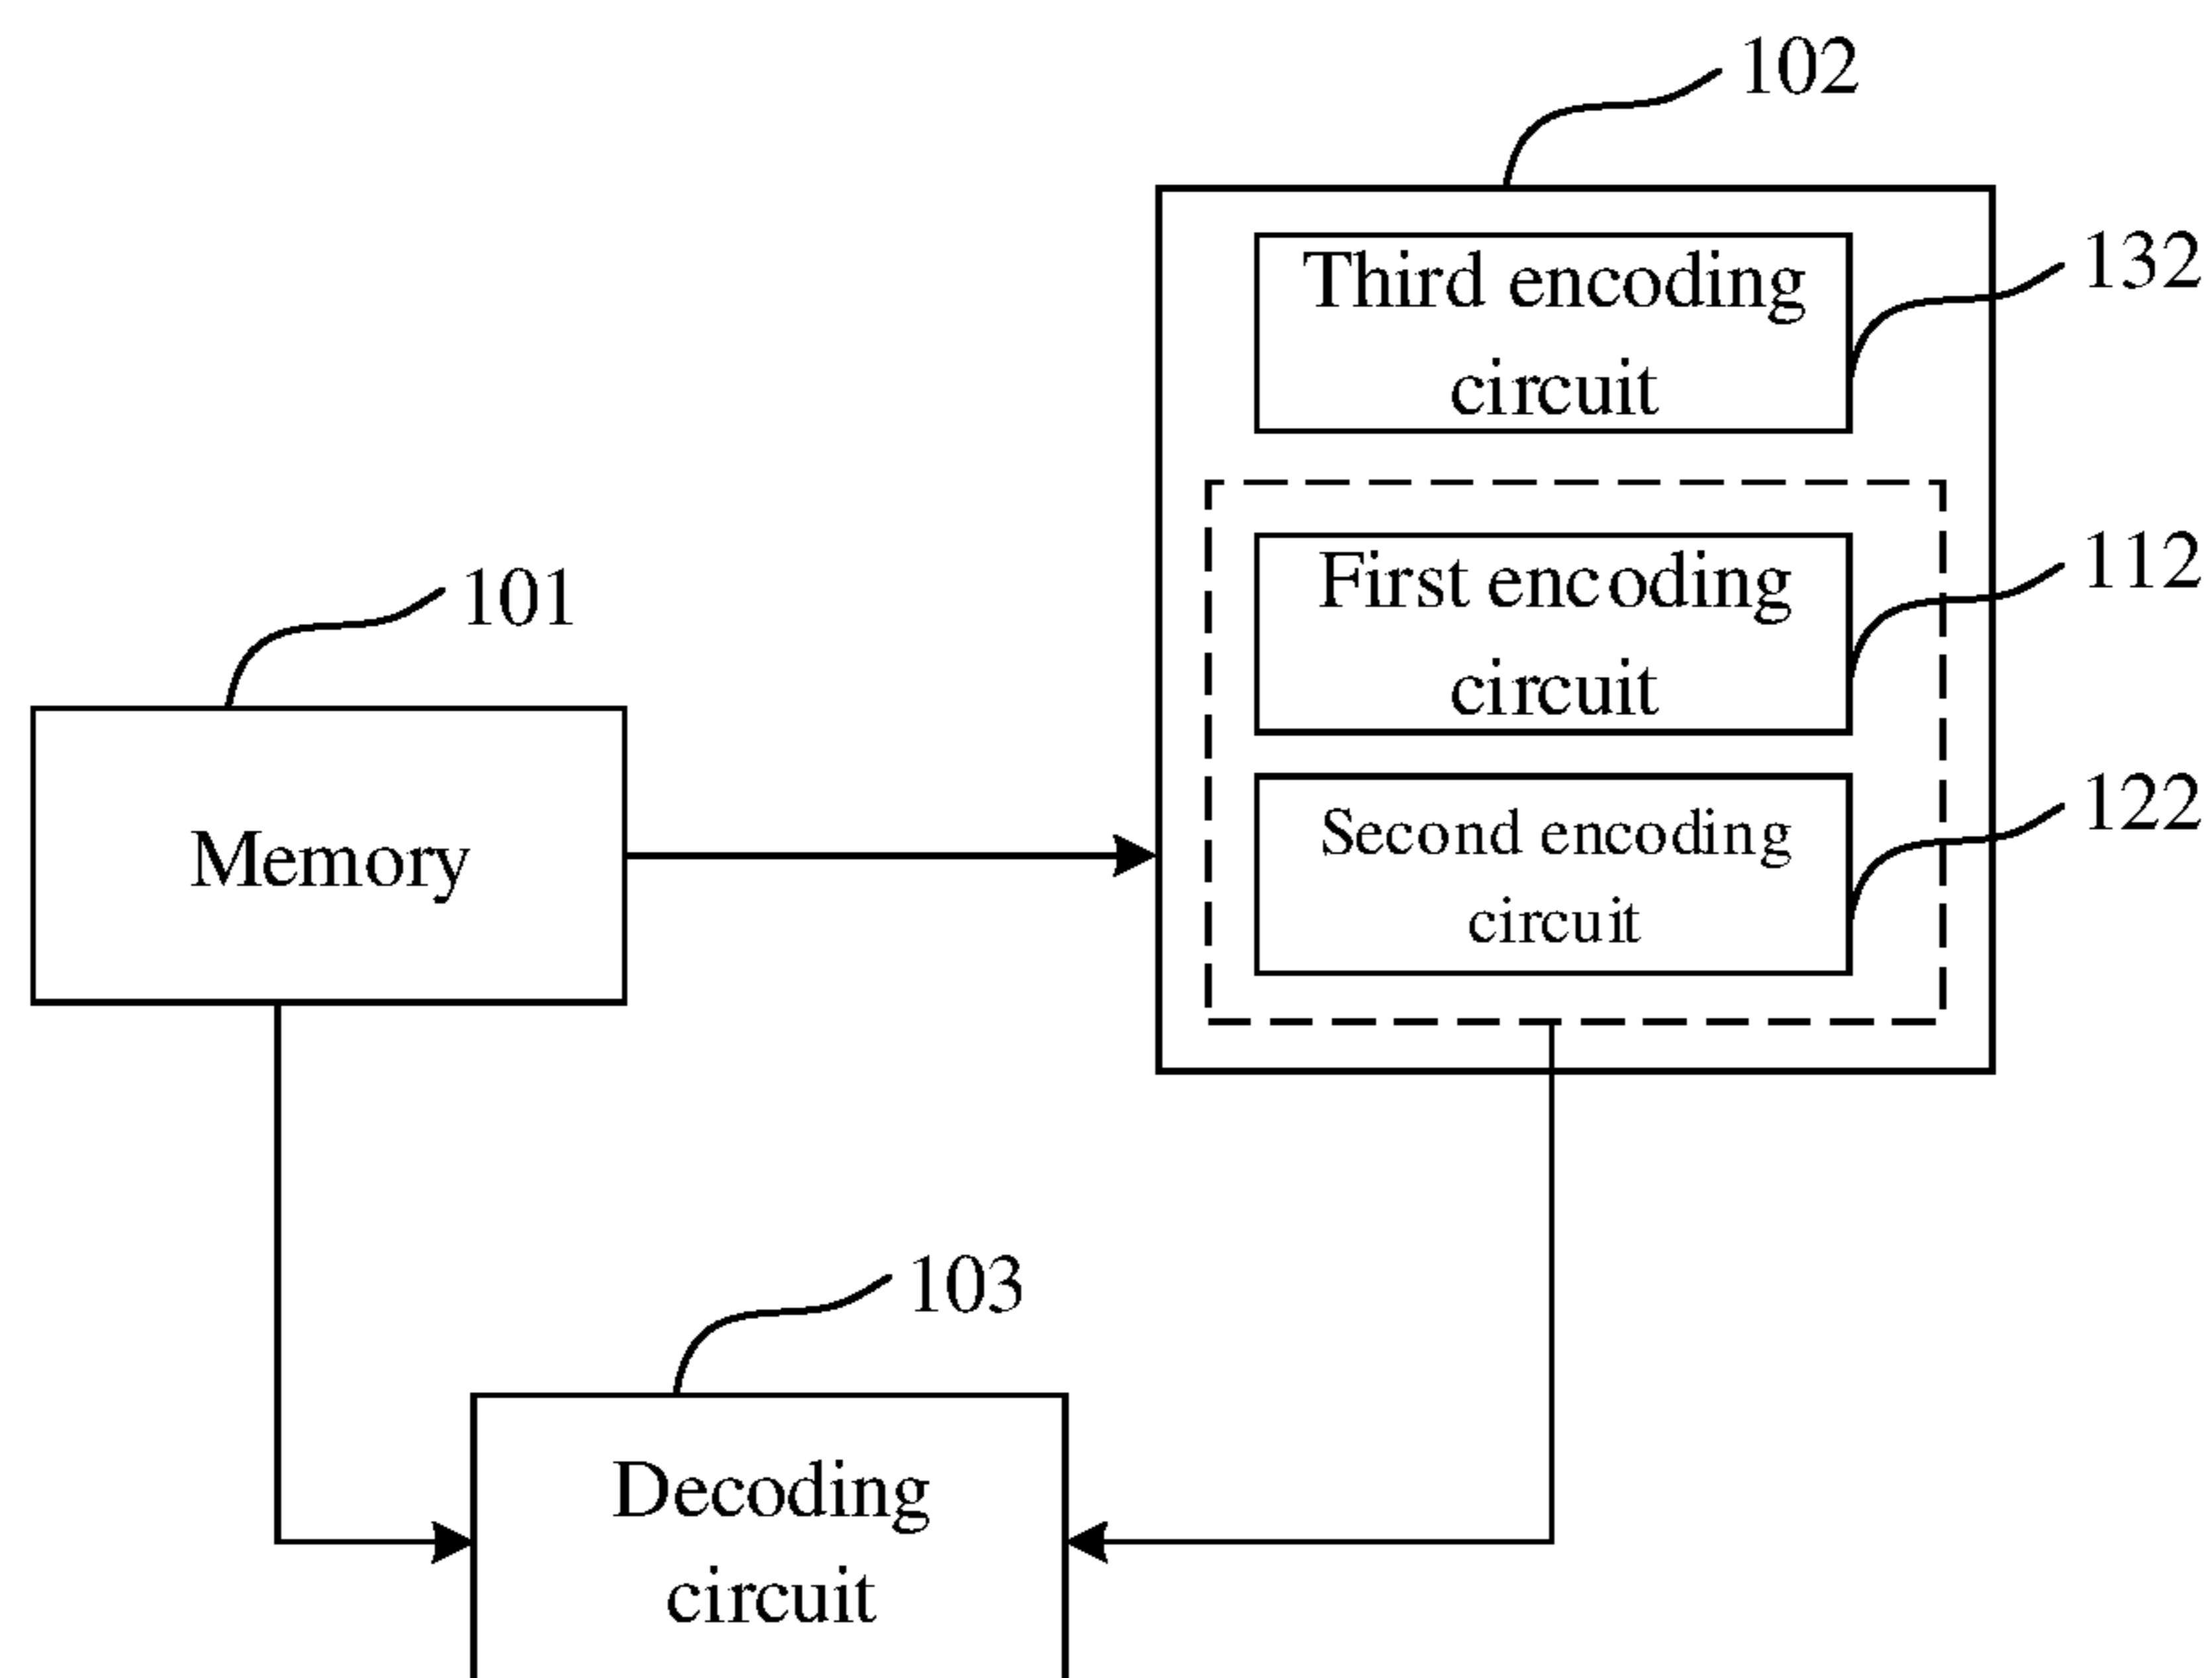 102
Third encoding
circuit
132
First encoding
circuit
112
101
Memory
Second encoding
circuit
122
103
Decoding
circuit